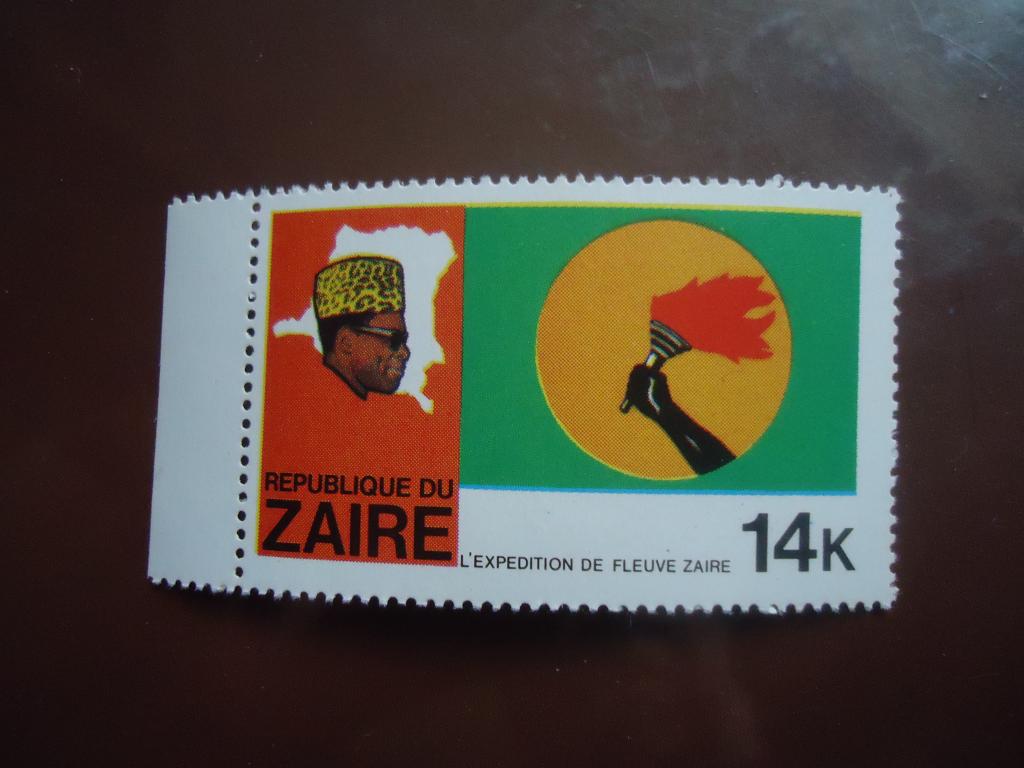 REPUBLIQUE DU
ZAIRE
L'EXPEDITION DE FLEUVE ZAIRE
14K